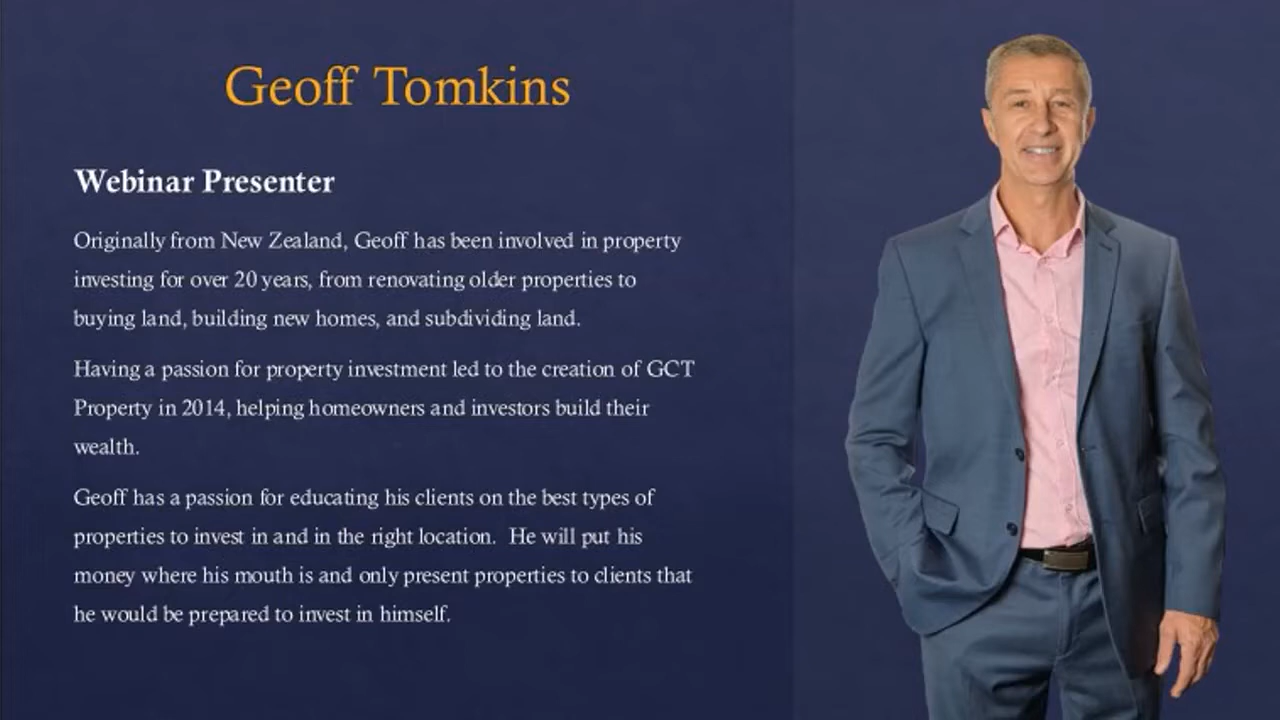 Geoff Tomkins
Webinar Presenter
Originally from New Zealand, Geoff has been involved in property
investing for over 20 years, from renovating older properties to
buying land, building new homes, and subdividing land.
Having a passion for property investment led to the creation of GCT
Property in 2014, helping homeowners and investors build their
wealth.
Geoff has a passion for educating his clients on the best types of
properties to invest in and in the right location.  He will put his
money where his mouth is and only present properties to clients that
he would be prepared to invest in himself.